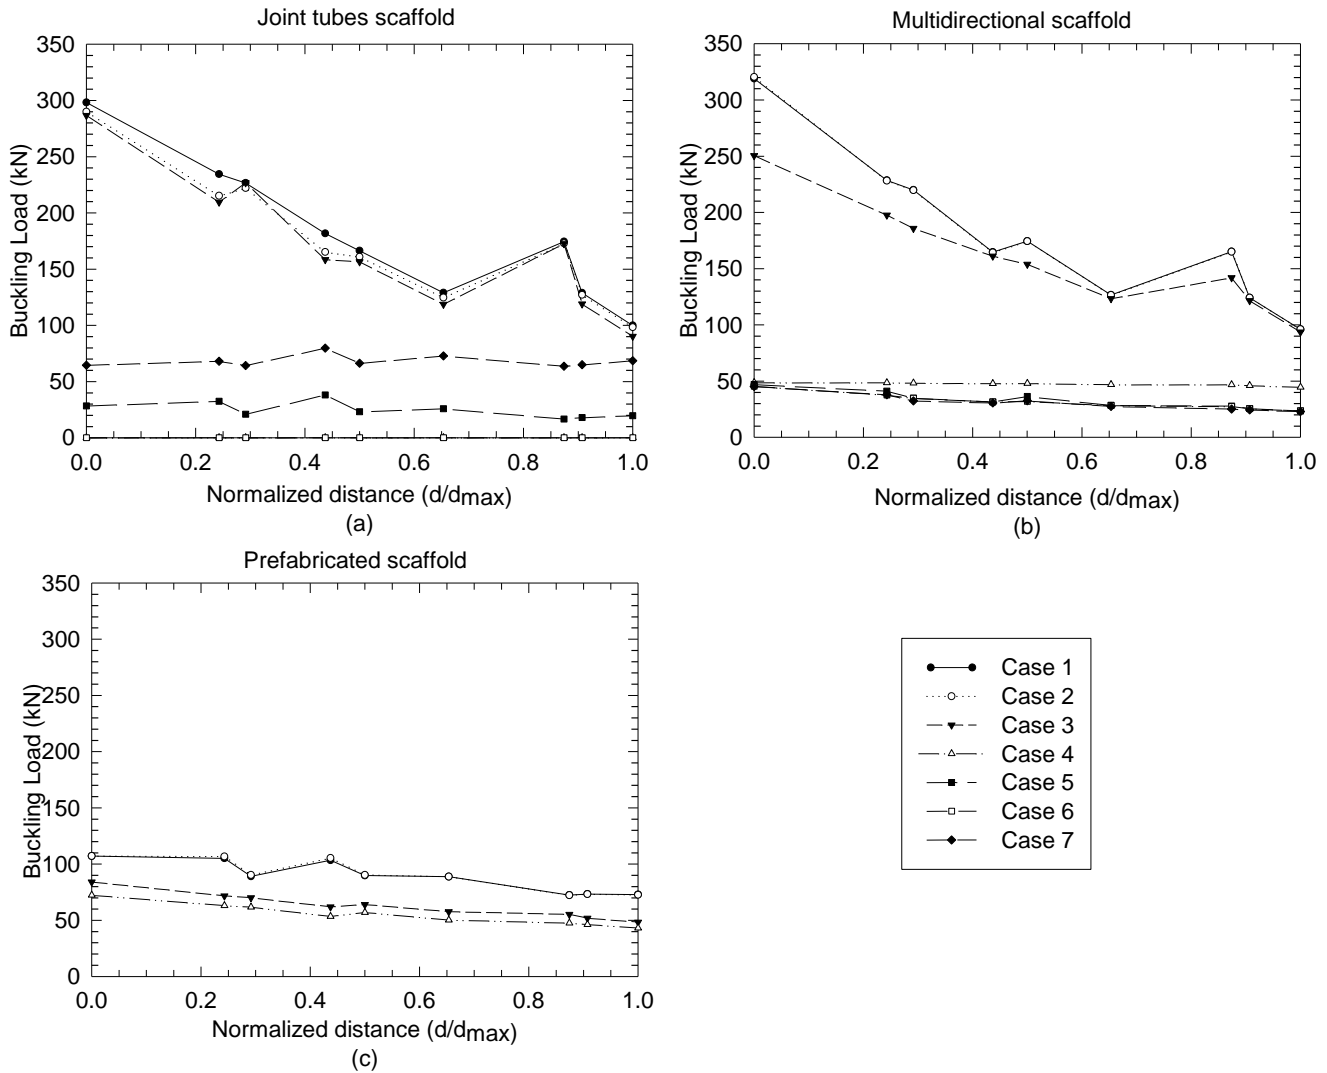 Joint tubes scaffold
350
300
250
200
150
100
50
0
Buckling Load (kN)
0.0 0.2 0.4 0.6 0.8 1.0
Normalized distance (d/dmax)
(a)
Multidirectional scaffold
350
300
250
200
150
100
50
0
Buckling Load (kN)
0.0 0.2 0.4 0.6 0.8 1.0
Normalized distance (d/dmax)
(b)
Prefabricated scaffold
350
300
250
200
150
100
50
0
Buckling Load (kN)
0.0 0.2 0.4 0.6 0.8 1.0
Normalized distance (d/dmax)
(c)
Case 1
Case 2
Case 3
Case 4
Case 5
Case 6
Case 7